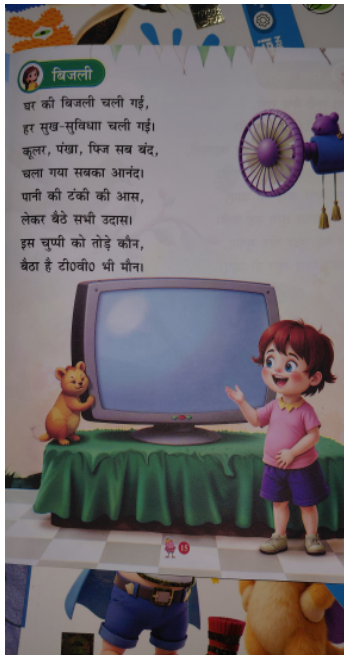 बिजली
घर की बिजली चली गई,
हर सुख-सुविधाा चली गई।
कूलर, पंखा, फ्रिज सब बंद,
चला गया सबका आनंद।
पानी की टंकी की आस,
लेकर बैठे सभी उदास।
इस चुप्पी को तोड़े कौन,
बैठा है टी०वी० भी मौन।
15